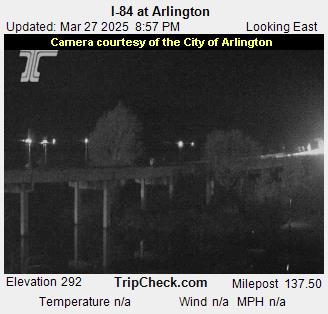 I-84 at Arlington
Updated: Mar 27 2025 8:57 PM Looking East
Camera courtesy of the City of Arlington
Elevation 292 TripCheck.com Milepost 137.50
Temperature n/a Wind n/a MPH n/a